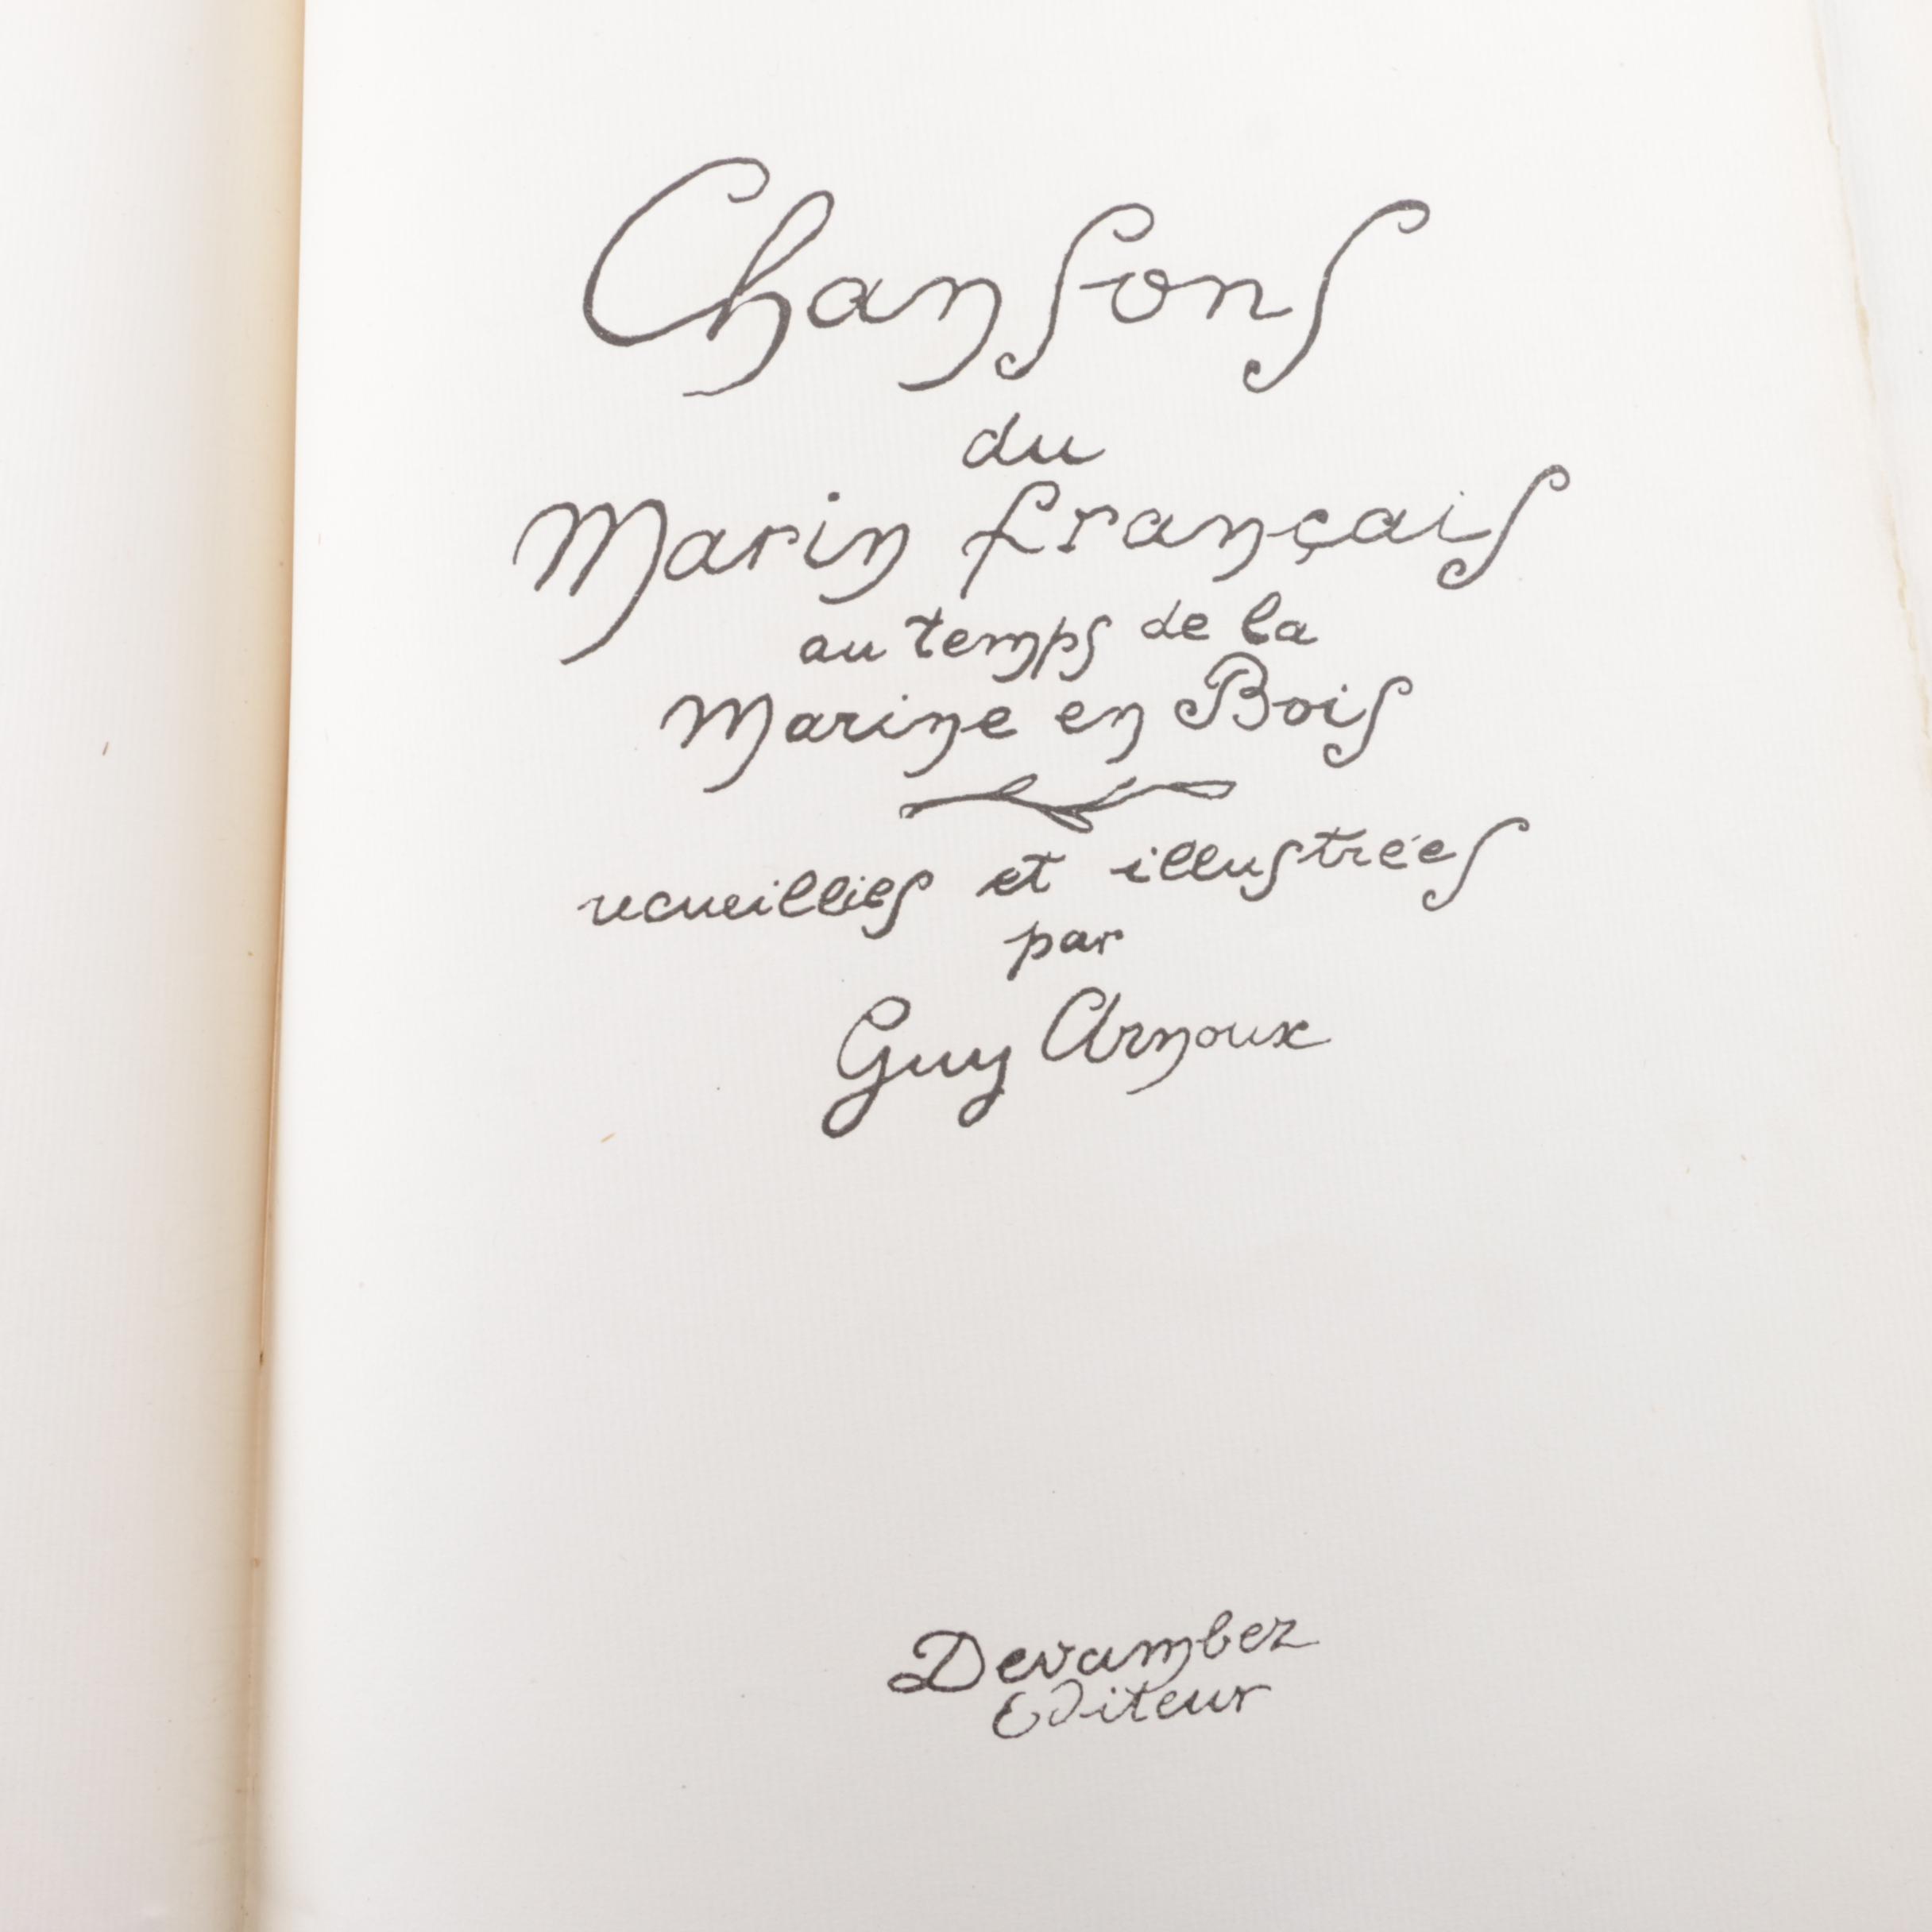 Chansons
du
Marin français
au temps de la
Marine en Bois
recueillies et illustrées
par
Guy Arnoux
Devambez
Editeur